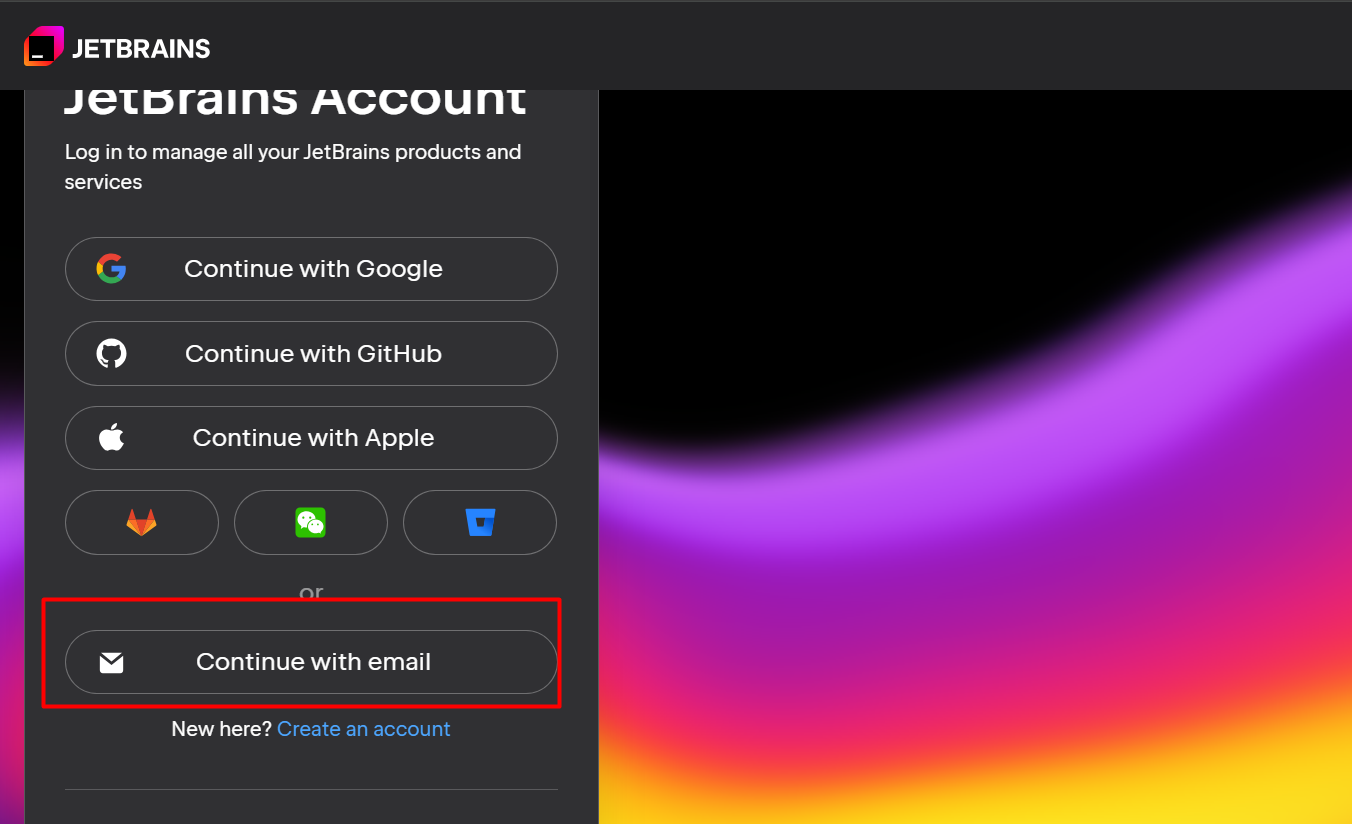 JETBRAINS
JetBrains Account
Log in to manage all your JetBrains products and
services
Continue with Google
Continue with GitHub
Continue with Apple
or
Continue with email
New here? Create an account